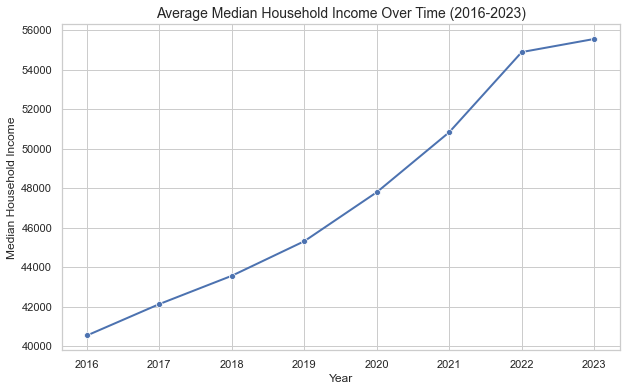 Average Median Household Income Over Time (2016-2023)
56000
54000
52000
50000
48000
46000
44000
42000
40000
Median Household Income
2016 2017 2018 2019 2020 2021 2022 2023
Year